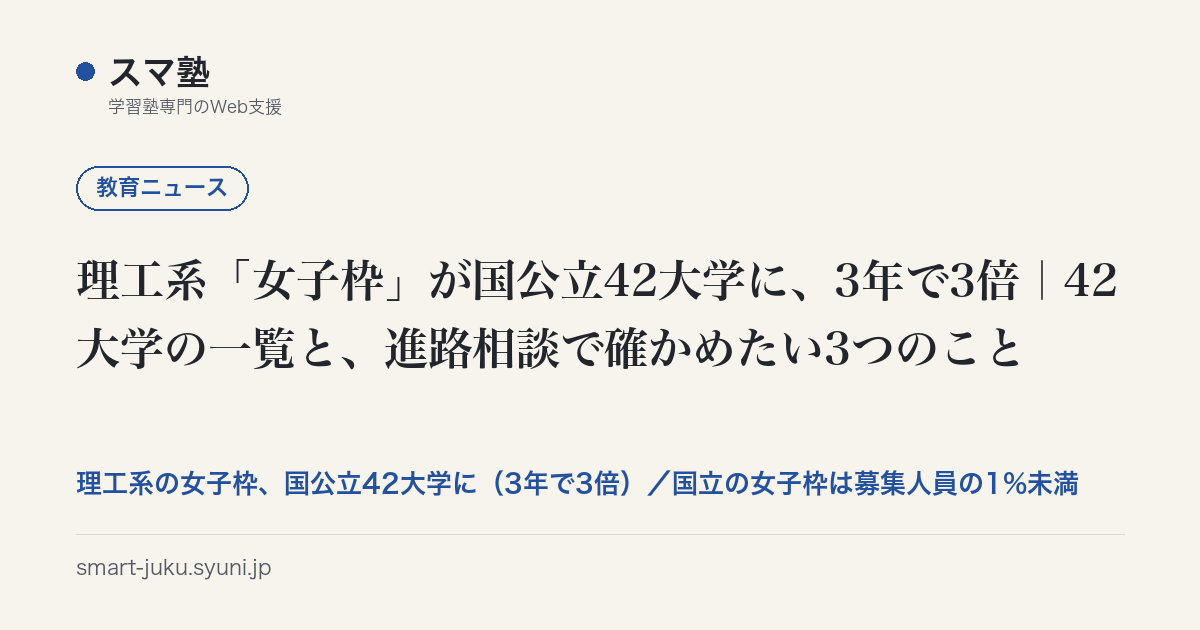 スマ塾
学習塾専門のWeb支援
教育ニュース
理工系「女子枠」が国公立42大学に、3年で3倍｜42
大学の一覧と、進路相談で確かめたい3つのこと
理工系の女子枠、国公立42大学に（3年で3倍）／国立の女子枠は募集人員の1%未満
smart-juku.syuni.jp